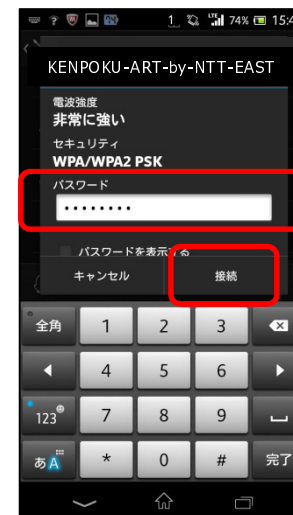 1 LTE 74% 15:4
KENPOKU-ART-by-NTT-EAST
電波強度
非常に強い
セキュリティ
WPA/WPA2 PSK
パスワード
••••••••
パスワードを表示する
キャンセル 接続
全角 1 2 3
4 5 6
123 7 8 9
あA * 0 # 完了